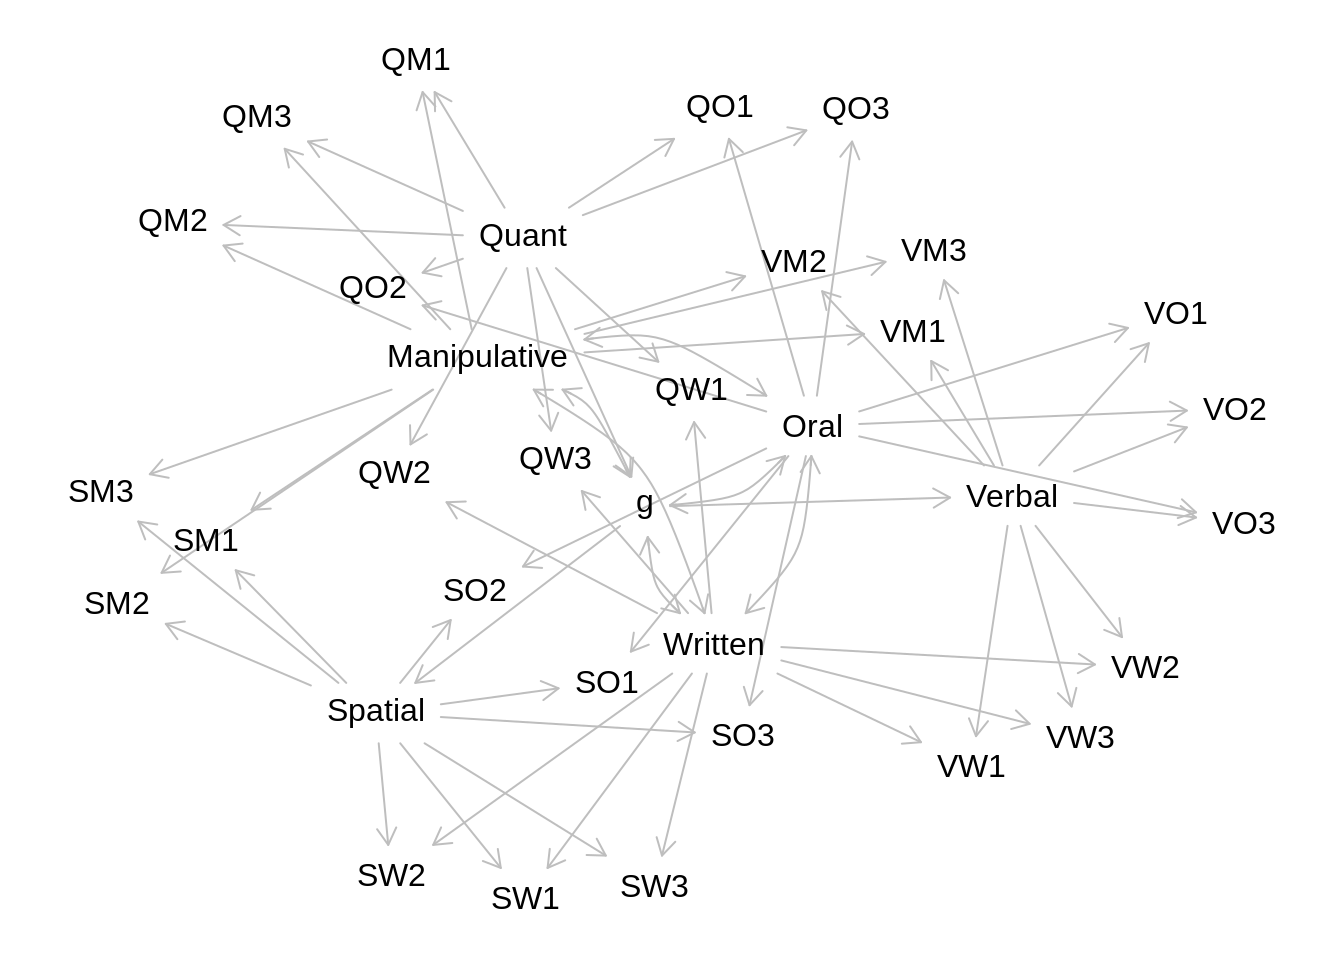 QM1
QM3
QO1
QO3
QM2
Quant
VM2
VM3
QO2
VO1
VM1
Manipulative
QW1
VO2
Oral
QW2
QW3
SM3
g
Verbal
VO3
SM1
SM2
SO2
Written
VW2
SO1
Spatial
SO3
VW3
VW1
SW2
SW1
SW3